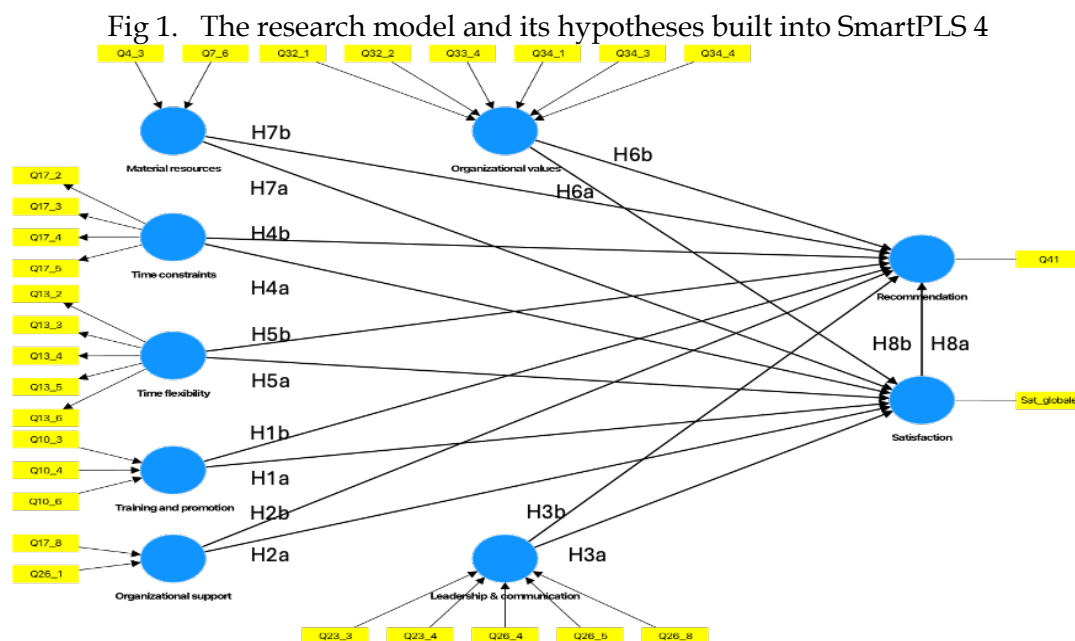 Fig 1. The research model and its hypotheses built into SmartPLS 4
Q4_3
Q7_6
Q32_1
Q32_2
Q33_4
Q34_1
Q34_3
Q34_4
Material resources
Organizational values
H7b
H6b
H7a
H6a
Q17_2
Q17_3
Q17_4
Q17_5
Time constraints
H4b
H4a
Recommendation
Q41
Q13_2
Q13_3
Q13_4
Q13_5
Q13_6
Time flexibility
H5b
H5a
H8b
H8a
Satisfaction
Sat_globale
Q10_3
Q10_4
Q10_6
Training and promotion
H1b
H1a
H2b
H2a
Q17_8
Q26_1
Organizational support
H3b
H3a
Leadership & communication
Q23_3
Q23_4
Q26_4
Q26_5
Q26_8